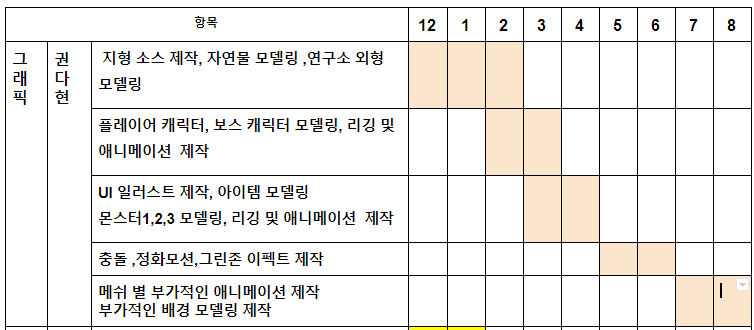 항목 12 1 2 3 4 5 6 7 8
그래픽
권다현
지형 소스 제작, 자연물 모델링 ,연구소 외형
모델링
플레이어 캐릭터, 보스 캐릭터 모델링, 리깅 및
애니메이션 제작
UI 일러스트 제작, 아이템 모델링
몬스터1,2,3 모델링, 리깅 및 애니메이션 제작
충돌 ,정화모션,그린존 이펙트 제작
메쉬 별 부가적인 애니메이션 제작
부가적인 배경 모델링 제작